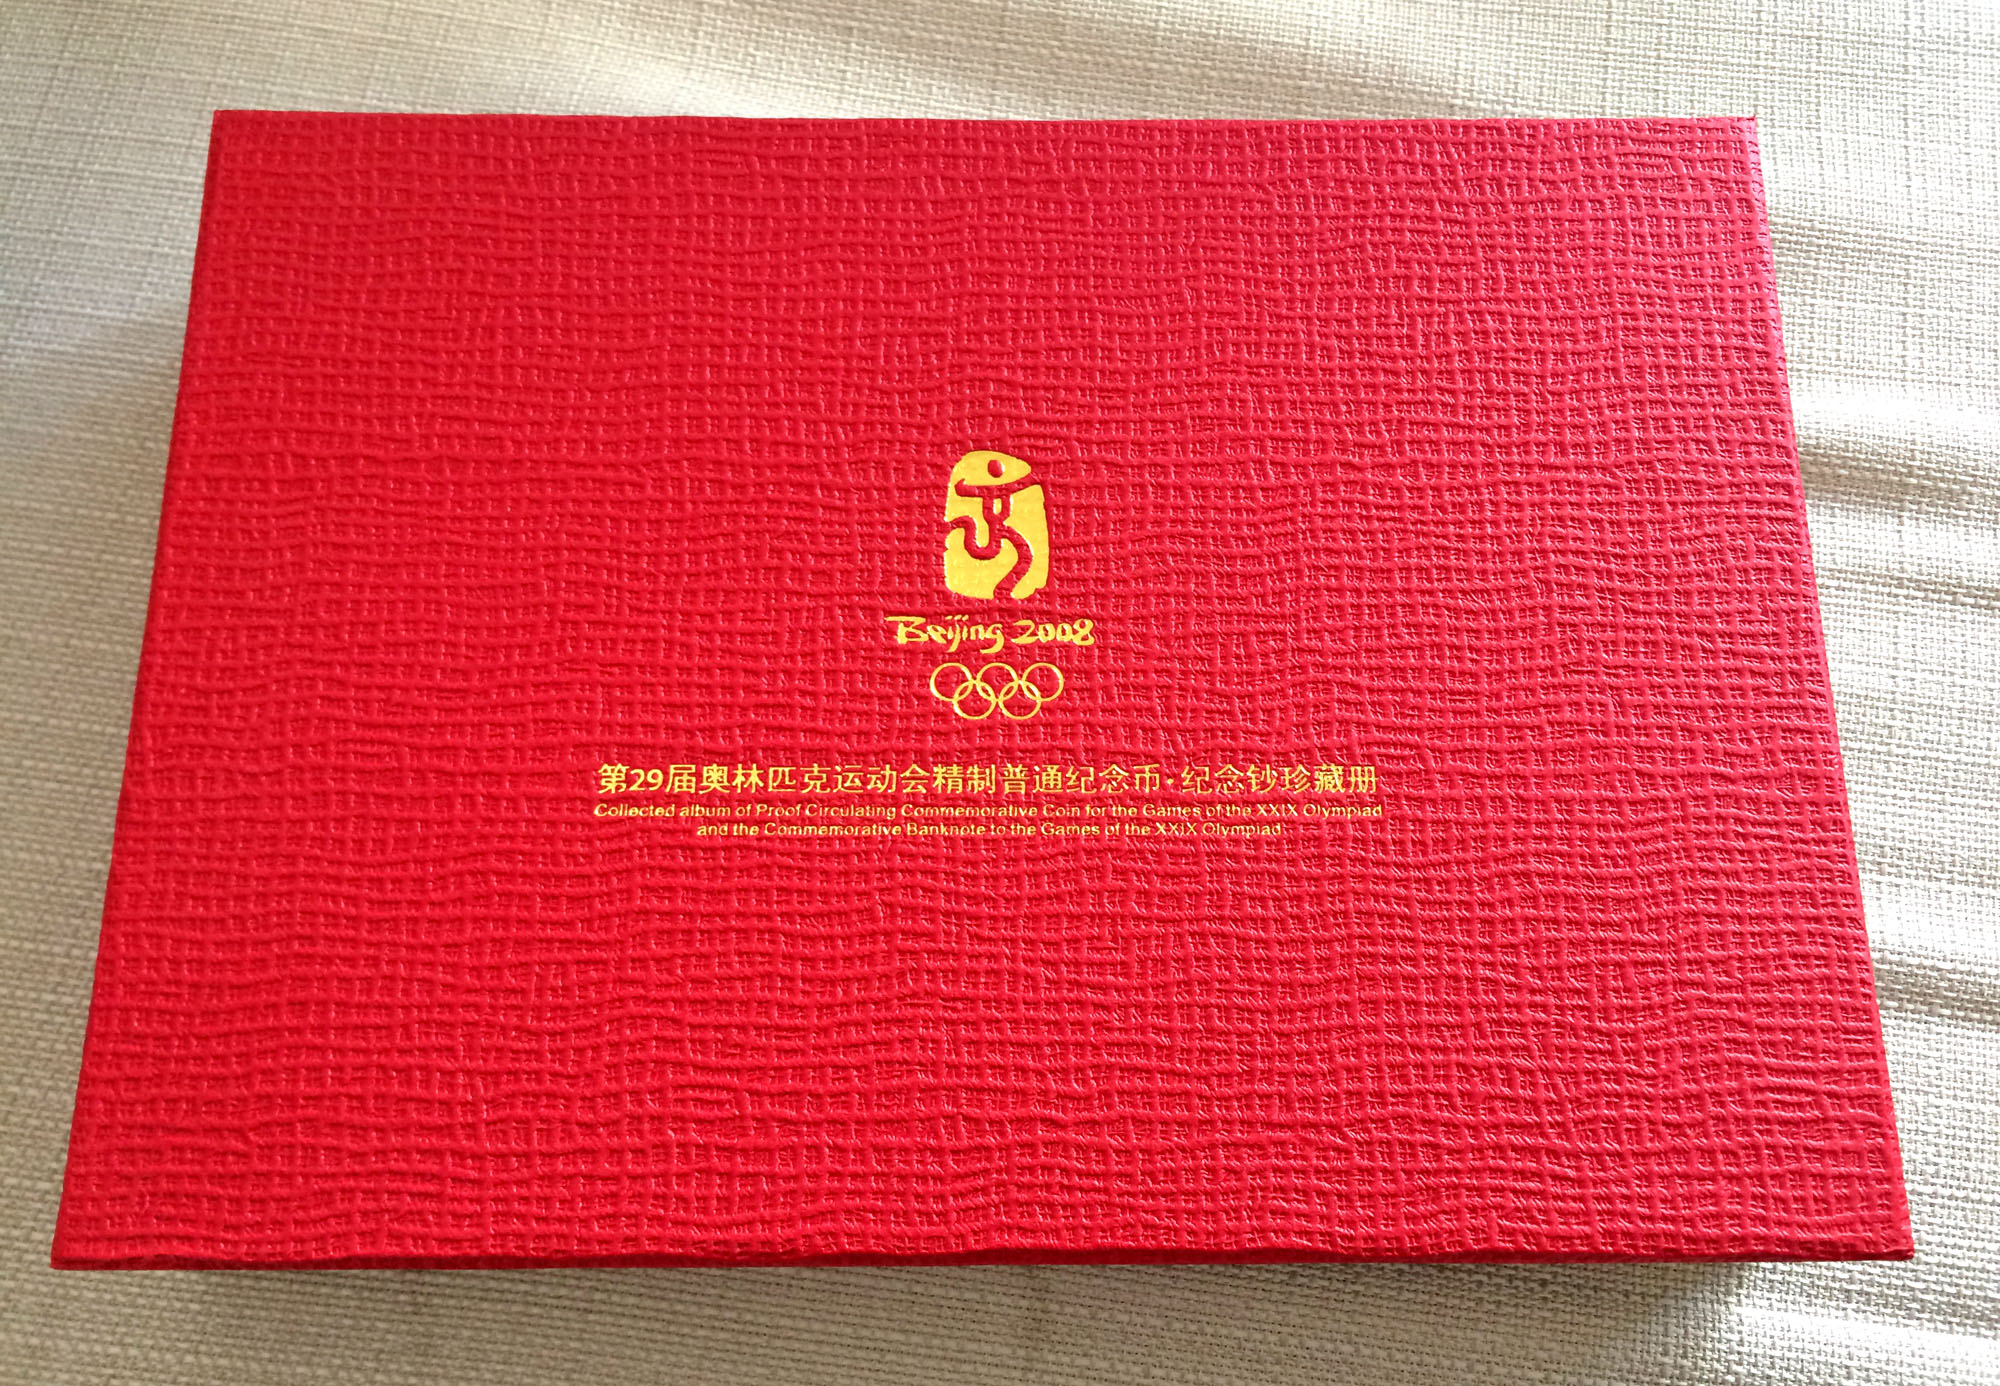 Beijing 2008
第29届奥林匹克运动会精制普通纪念币·纪念钞珍藏册
Collected album of Proof Circulating Commemorative Coin for the Games of the XXIX Olympiad
and the Commemorative Banknote to the Games of the XXIX Olympiad